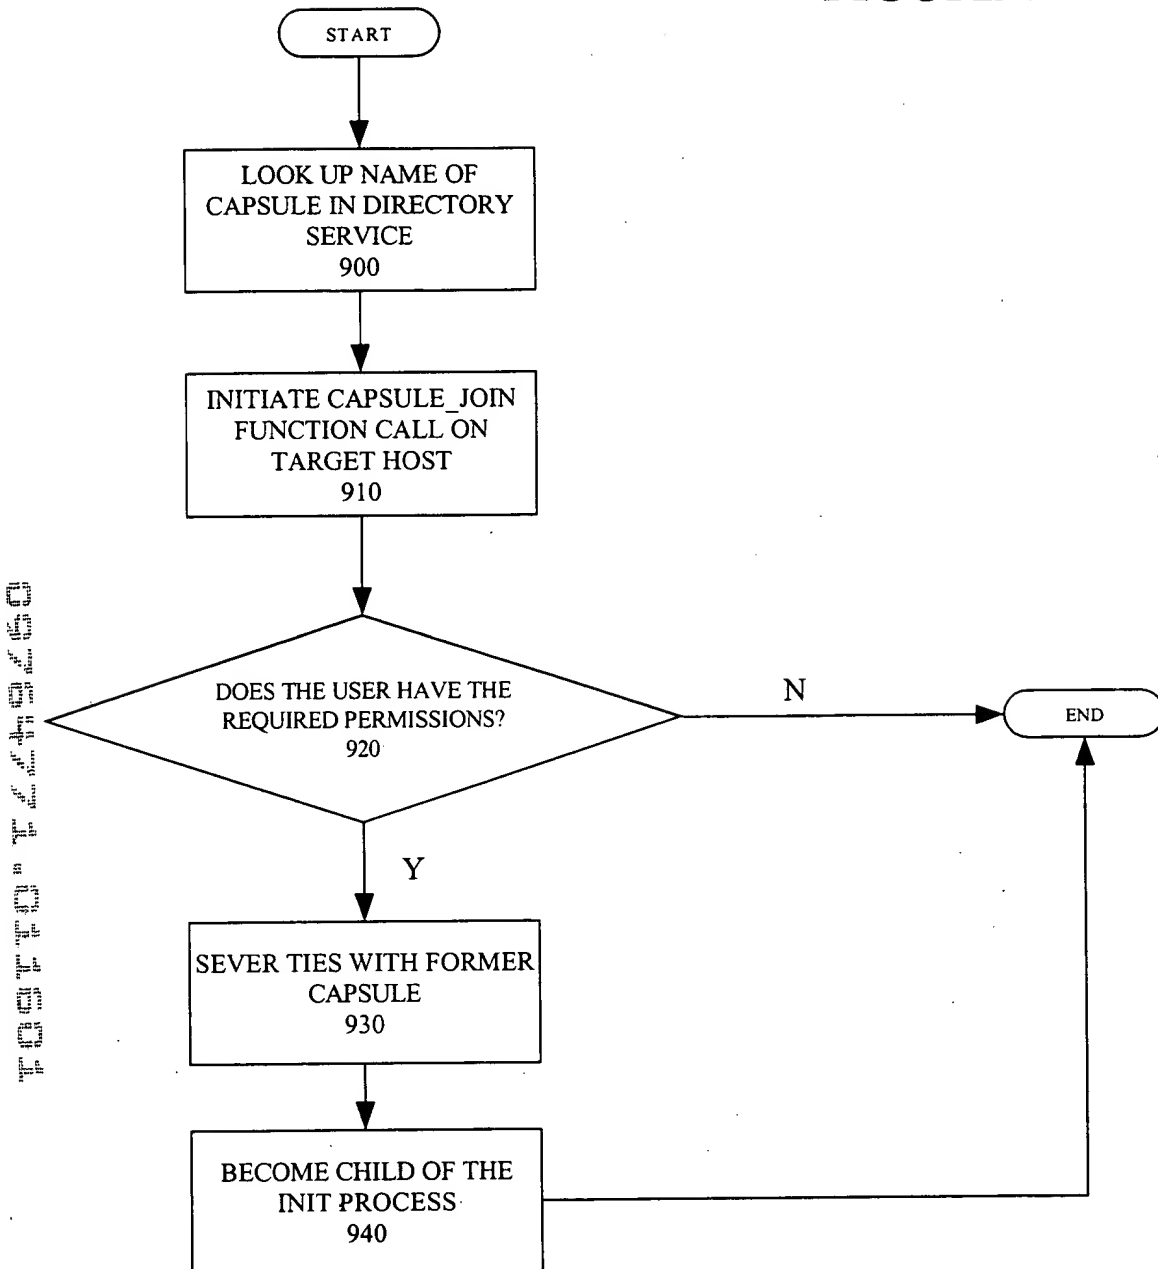 START
LOOK UP NAME OF
CAPSULE IN DIRECTORY
SERVICE
900
INITIATE CAPSULE_JOIN
FUNCTION CALL ON
TARGET HOST
910
DOES THE USER HAVE THE
REQUIRED PERMISSIONS?
920
N
END
Y
SEVER TIES WITH FORMER
CAPSULE
930
BECOME CHILD OF THE
INIT PROCESS
940
09764771.011601